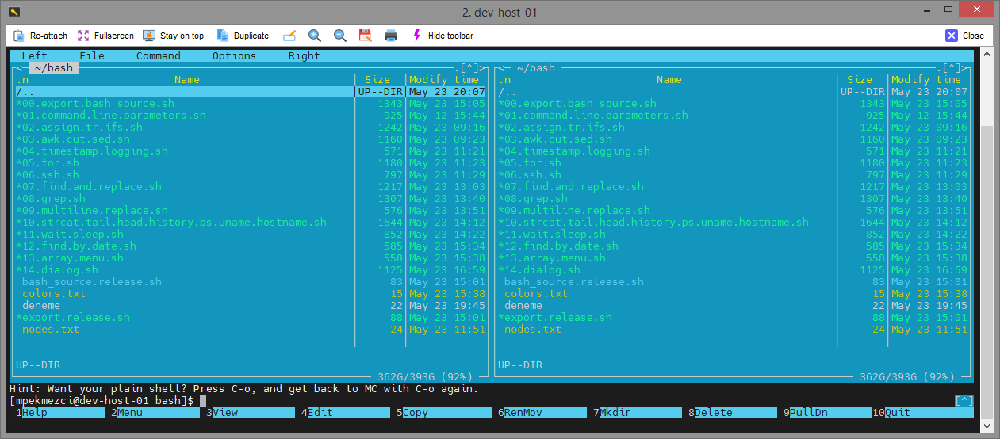 2. dev-host-01
Re-attach Fullscreen Stay on top Duplicate Hide toolbar Close
Left File Command Options Right
<─ ~/bash .[^]> <─ ~/bash .[^]>
.n Name Size Modify time .n Name Size Modify time
/.. UP--DIR May 23 20:07 /.. UP--DIR May 23 20:07
*00.export.bash_source.sh 1343 May 23 15:05 *00.export.bash_source.sh 1343 May 23 15:05
*01.command.line.parameters.sh 925 May 12 15:44 *01.command.line.parameters.sh 925 May 12 15:44
*02.assign.tr.ifs.sh 1242 May 23 09:16 *02.assign.tr.ifs.sh 1242 May 23 09:16
*03.awk.cut.sed.sh 1160 May 23 09:23 *03.awk.cut.sed.sh 1160 May 23 09:23
*04.timestamp.logging.sh 571 May 23 11:21 *04.timestamp.logging.sh 571 May 23 11:21
*05.for.sh 1180 May 23 11:23 *05.for.sh 1180 May 23 11:23
*06.ssh.sh 797 May 23 11:29 *06.ssh.sh 797 May 23 11:29
*07.find.and.replace.sh 1217 May 23 13:03 *07.find.and.replace.sh 1217 May 23 13:03
*08.grep.sh 1307 May 23 13:40 *08.grep.sh 1307 May 23 13:40
*09.multiline.replace.sh 576 May 23 13:51 *09.multiline.replace.sh 576 May 23 13:51
*10.strcat.tail.head.history.ps.uname.hostname.sh 1644 May 23 14:12 *10.strcat.tail.head.history.ps.uname.hostname.sh 1644 May 23 14:12
*11.wait.sleep.sh 852 May 23 14:22 *11.wait.sleep.sh 852 May 23 14:22
*12.find.by.date.sh 585 May 23 15:34 *12.find.by.date.sh 585 May 23 15:34
*13.array.menu.sh 558 May 23 15:38 *13.array.menu.sh 558 May 23 15:38
*14.dialog.sh 1125 May 23 16:59 *14.dialog.sh 1125 May 23 16:59
bash_source.release.sh 83 May 23 15:01 bash_source.release.sh 83 May 23 15:01
colors.txt 15 May 23 15:38 colors.txt 15 May 23 15:38
deneme 22 May 23 19:45 deneme 22 May 23 19:45
*export.release.sh 88 May 23 15:01 *export.release.sh 88 May 23 15:01
nodes.txt 24 May 23 11:51 nodes.txt 24 May 23 11:51
UP--DIR UP--DIR
362G/393G (92%) 362G/393G (92%)
Hint: Want your plain shell? Press C-o, and get back to MC with C-o again.
[mpekmezci@dev-host-01 bash]$ [^]
1Help 2Menu 3View 4Edit 5Copy 6RenMov 7Mkdir 8Delete 9PullDn 10Quit